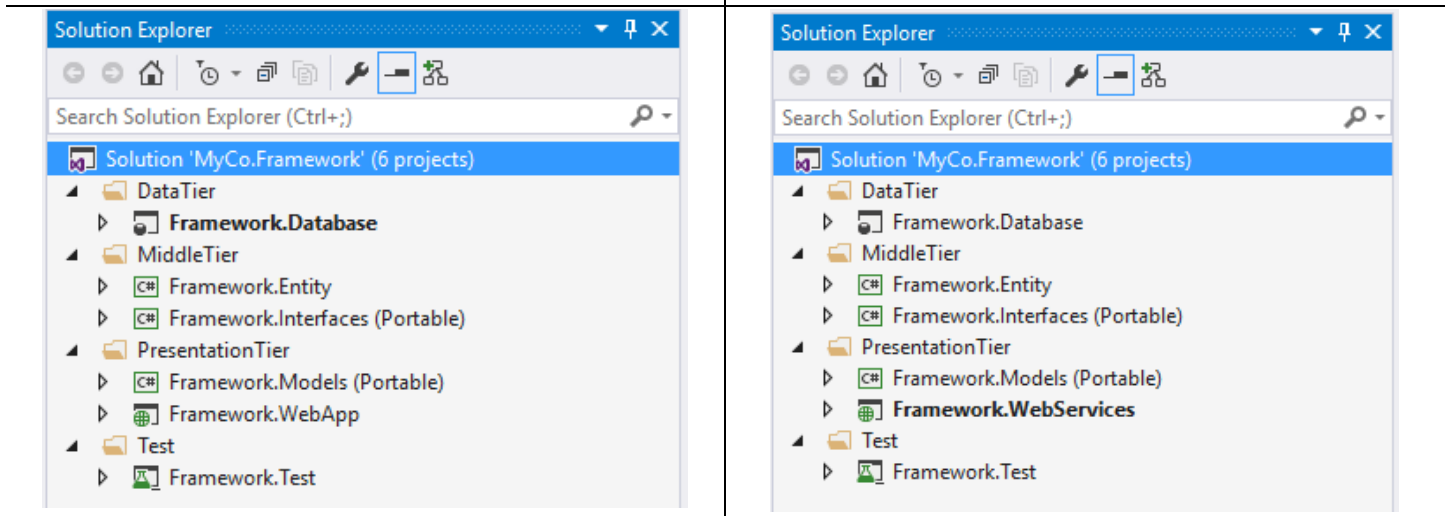 Solution Explorer
Search Solution Explorer (Ctrl+;)
Solution 'MyCo.Framework' (6 projects)
DataTier
Framework.Database
MiddleTier
C# Framework.Entity
C# Framework.Interfaces (Portable)
PresentationTier
C# Framework.Models (Portable)
Framework.WebApp
Test
Framework.Test
Solution Explorer
Search Solution Explorer (Ctrl+;)
Solution 'MyCo.Framework' (6 projects)
DataTier
Framework.Database
MiddleTier
C# Framework.Entity
C# Framework.Interfaces (Portable)
PresentationTier
C# Framework.Models (Portable)
Framework.WebServices
Test
Framework.Test